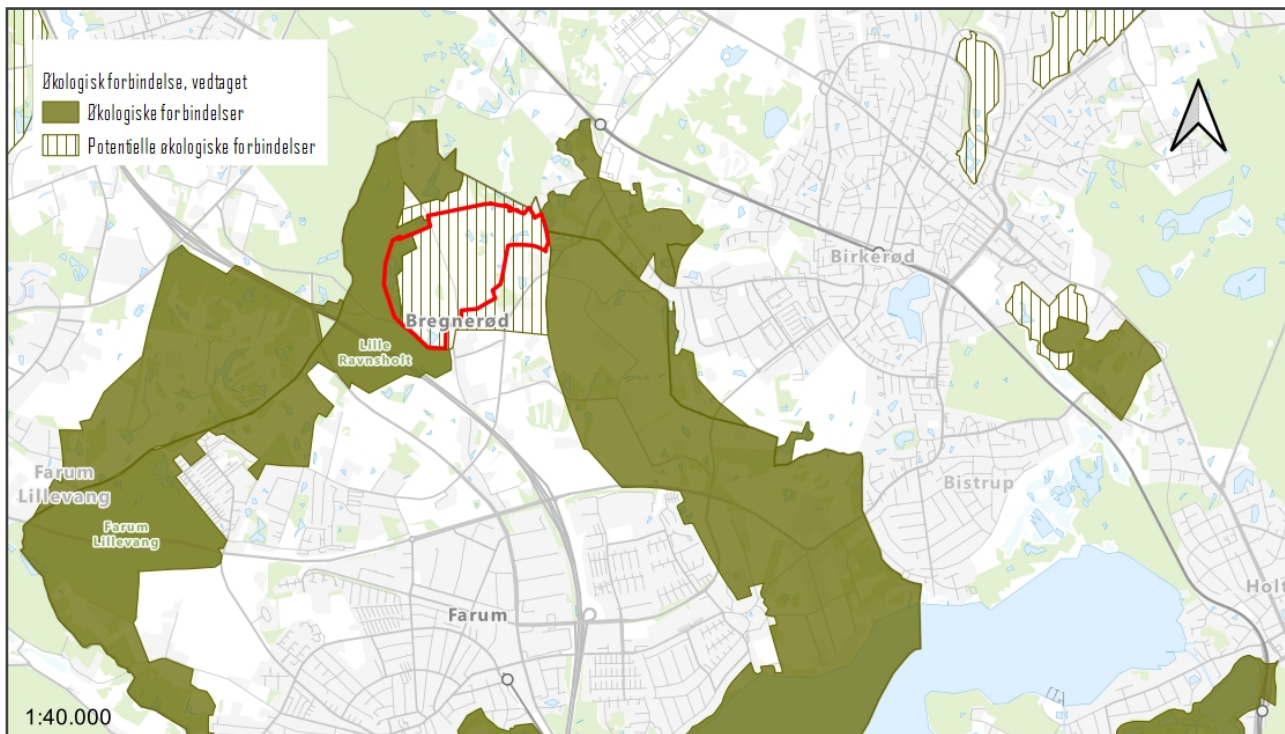 Økologisk forbindelse, vedtaget
Økologiske forbindelser
Potentielle økologiske forbindelser
Birkerød
Bregnerød
Lille
Ravnsholt
Farum
Lillevang
Bistrup
Farum
Lillevang
Holt
Farum
1:40.000